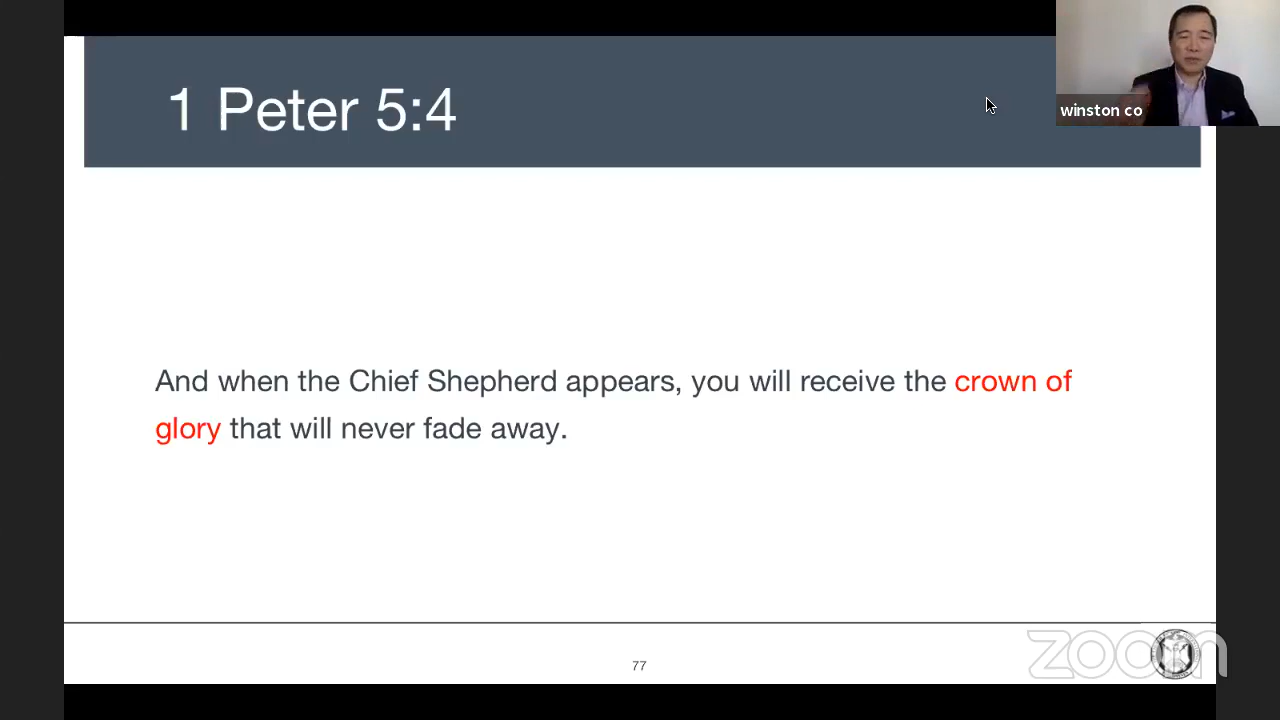 1 Peter 5:4
winston co
And when the Chief Shepherd appears, you will receive the crown of
glory that will never fade away.
77
zoom